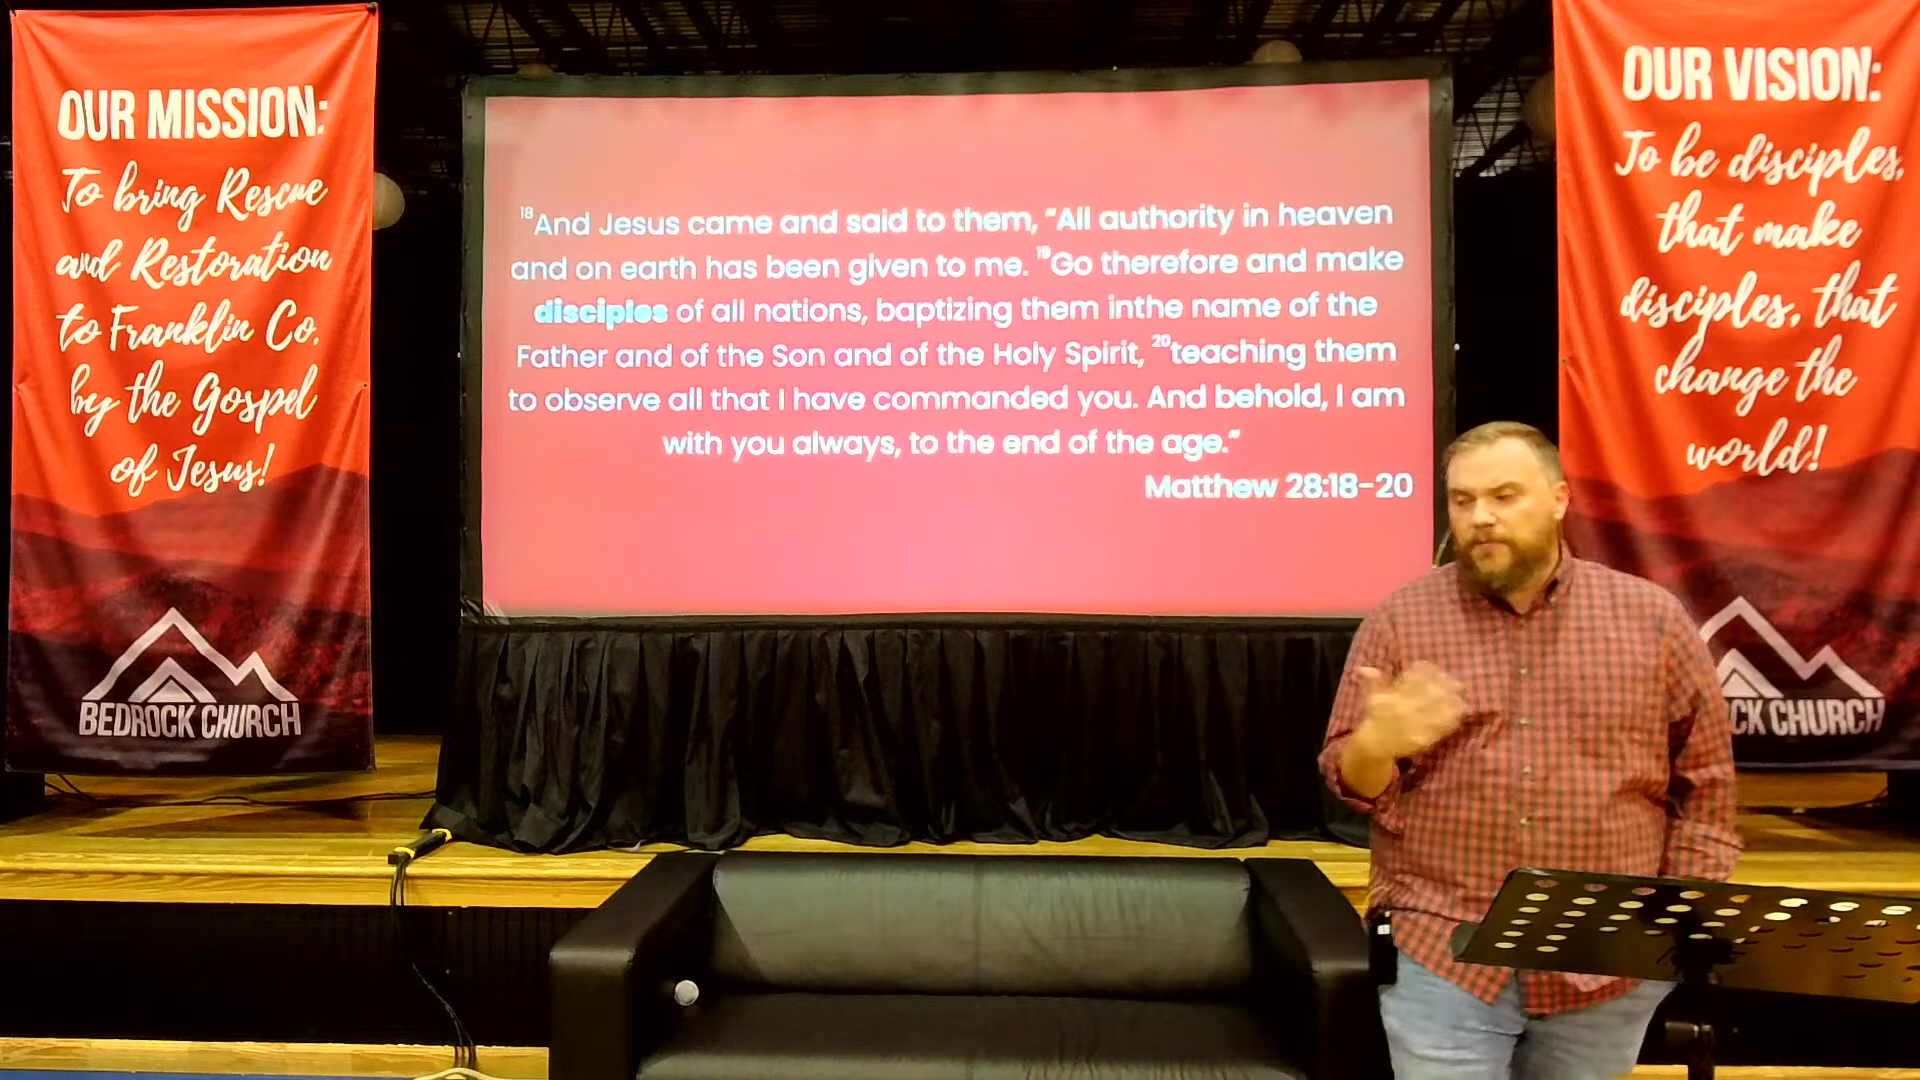 OUR MISSION:
To bring Rescue
and Restoration
to Franklin Co.
by the Gospel
of Jesus!
BEDROCK CHURCH
18And Jesus came and said to them, “All authority in heaven
and on earth has been given to me. 19Go therefore and make
disciples of all nations, baptizing them inthe name of the
Father and of the Son and of the Holy Spirit, 20teaching them
to observe all that I have commanded you. And behold, I am
with you always, to the end of the age.”
Matthew 28:18-20
OUR VISION:
To be disciples,
that make
disciples, that
change the
world!
CK CHURCH